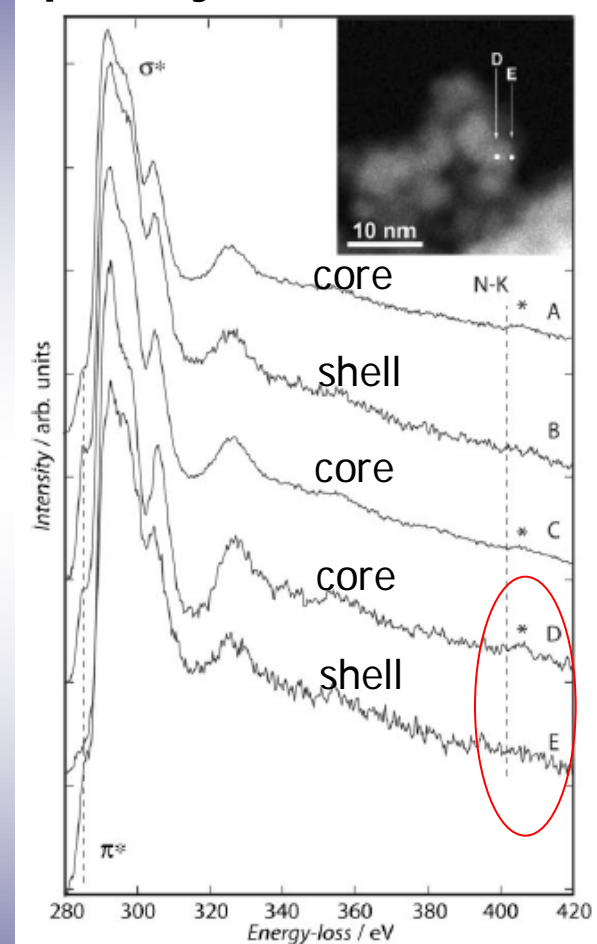 σ*
D
E
10 nm
core
N-K
*
A
shell
B
core
*
C
core
*
D
shell
E
π*
Intensity / arb. units
280 300 320 340 360 380 400 420
Energy-loss / eV